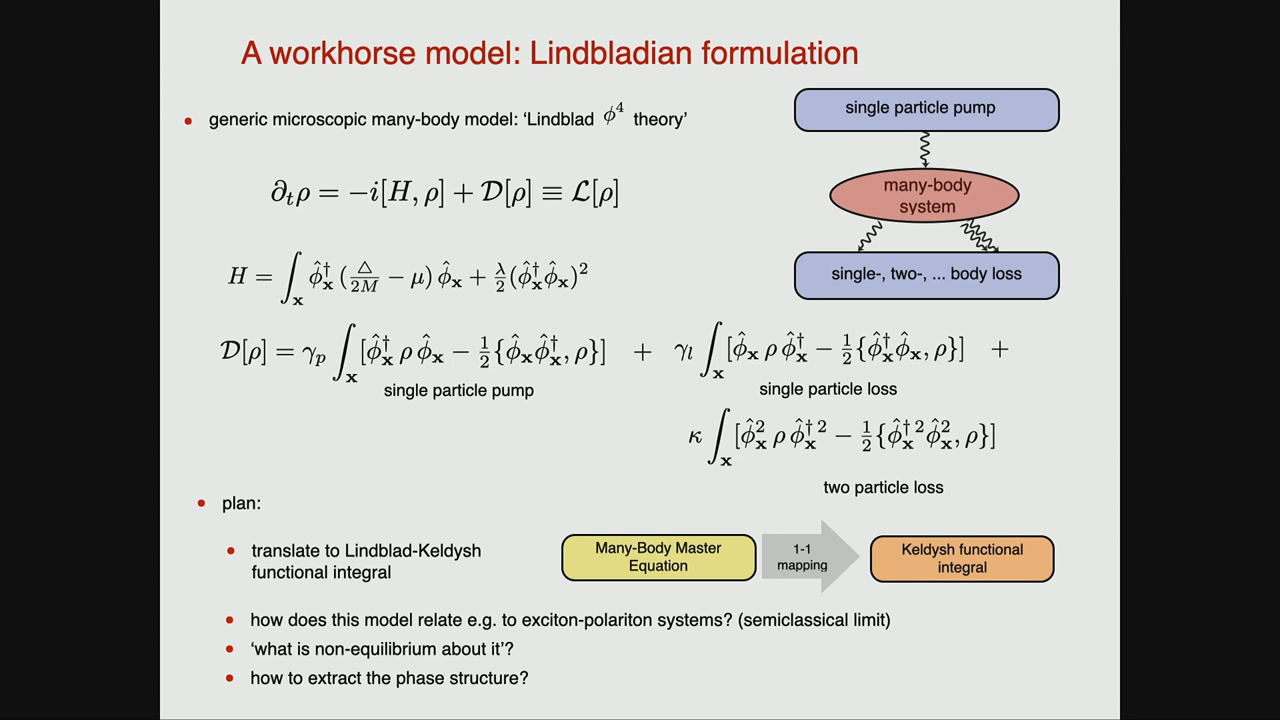 A workhorse model: Lindbladian formulation
• generic microscopic many-body model: 'Lindblad ϕ⁴ theory'
∂ₜρ = −i[H, ρ] + 𝒟[ρ] ≡ ℒ[ρ]
H = ∫_𝐱 ϕ̂†_𝐱 (△/2M − μ) ϕ̂_𝐱 + λ/2 (ϕ̂†_𝐱 ϕ̂_𝐱)²
𝒟[ρ] = γ_p ∫_𝐱 [ϕ̂†_𝐱 ρ ϕ̂_𝐱 − ½{ϕ̂_𝐱 ϕ̂†_𝐱, ρ}] + γ_l ∫_𝐱 [ϕ̂_𝐱 ρ ϕ̂†_𝐱 − ½{ϕ̂†_𝐱 ϕ̂_𝐱, ρ}] +
single particle pump
single particle loss
κ ∫_𝐱 [ϕ̂²_𝐱 ρ ϕ̂†²_𝐱 − ½{ϕ̂†²_𝐱 ϕ̂²_𝐱, ρ}]
two particle loss
single particle pump
many-body
system
single-, two-, ... body loss
• plan:
• translate to Lindblad-Keldysh
functional integral
Many-Body Master
Equation
1-1
mapping
Keldysh functional
integral
• how does this model relate e.g. to exciton-polariton systems? (semiclassical limit)
• 'what is non-equilibrium about it'?
• how to extract the phase structure?